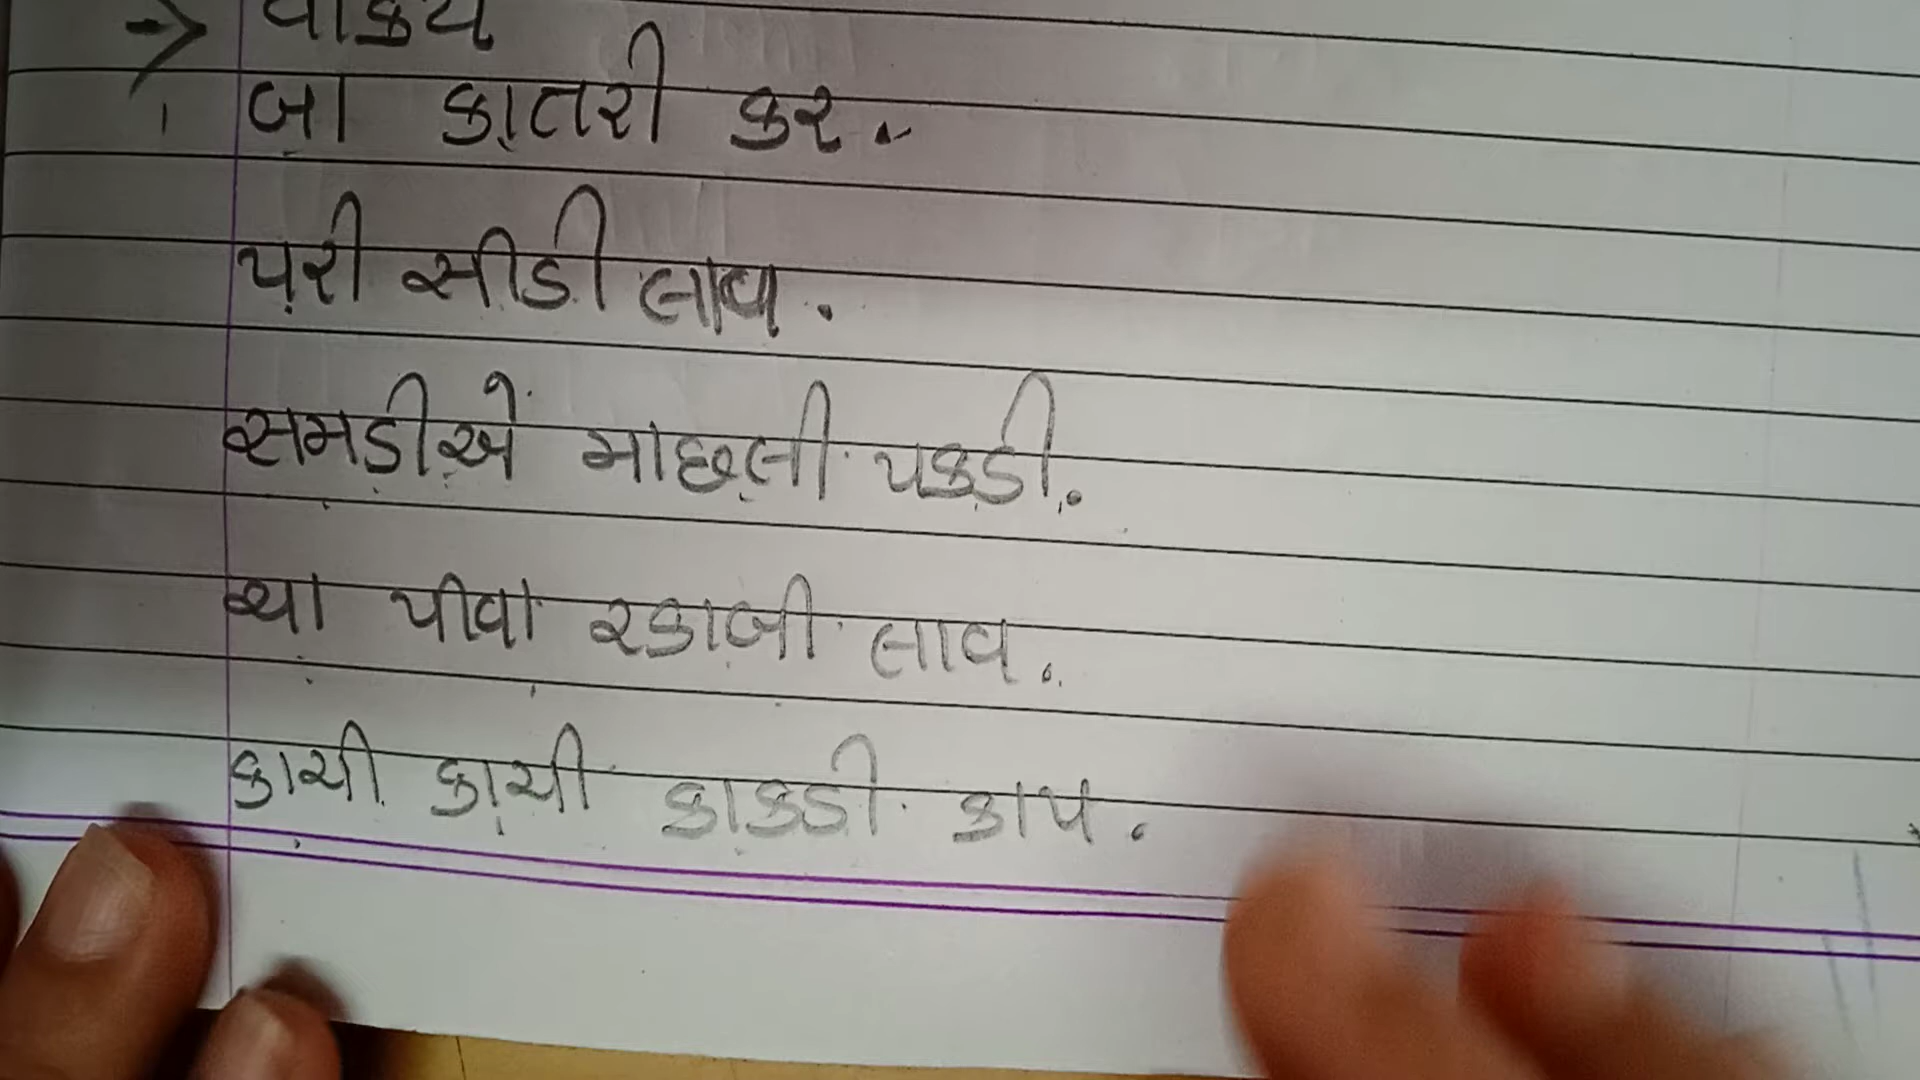 → વાક્ય
બા કાતરી કર.
પરી સીડી લાવ.
સમડીએ માછલી પકડી.
ચા પીવા રકાબી લાવ.
કાચી કાચી કાકડી કાપ.